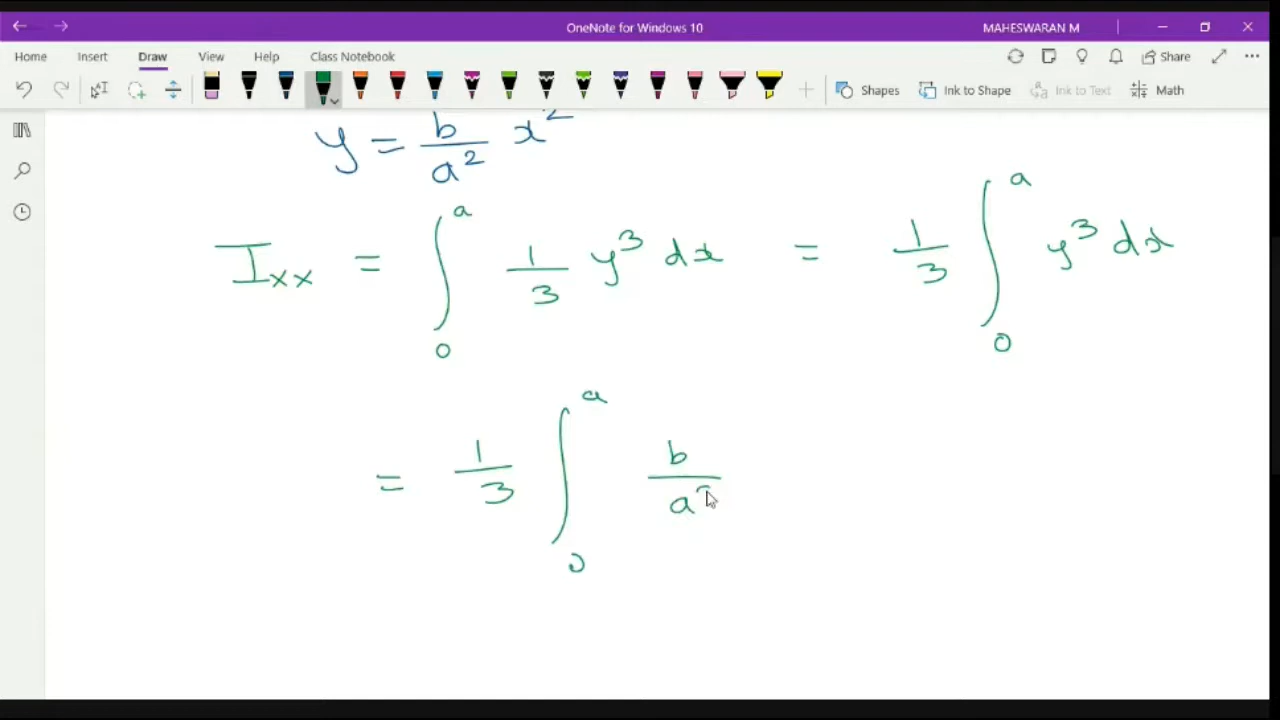 OneNote for Windows 10
MAHESWARAN M
Home Insert Draw View Help Class Notebook
Share
Shapes Ink to Shape Ink to Text Math
y = b/a² x²
Ixx = ∫₀ᵃ 1/3 y³ dx = 1/3 ∫₀ᵃ y³ dx
= 1/3 ∫₀ᵃ b/a²